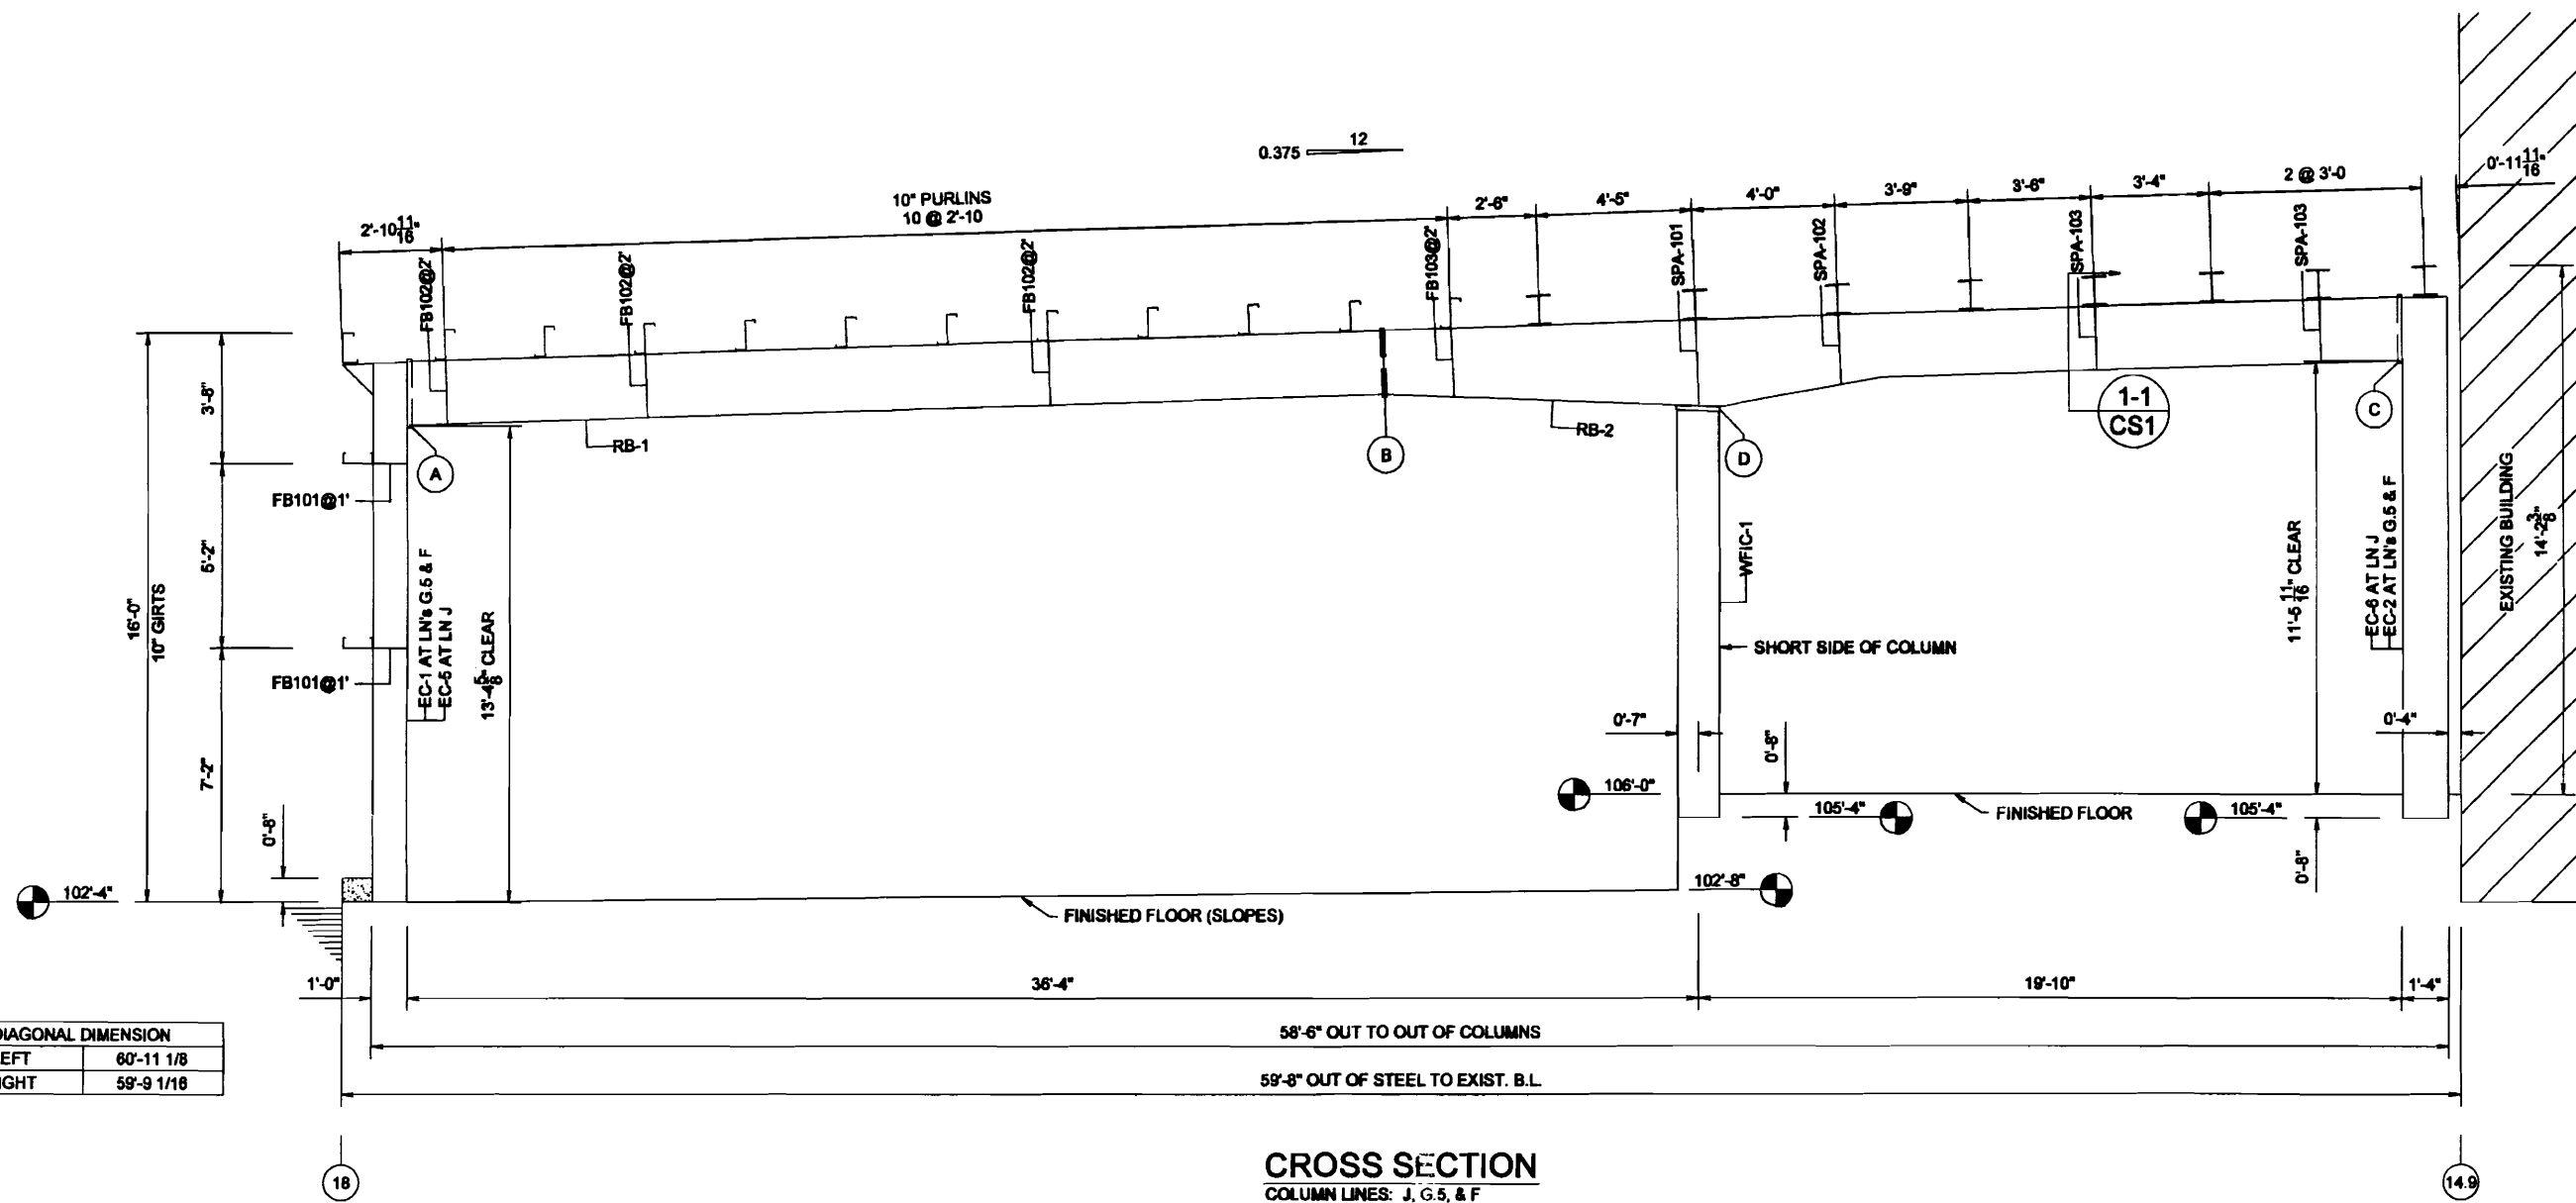 12
0.375
10" PURLINS
10 @ 2'-10
2'-10 11/16"
2'-6"
4'-5"
4'-0"
3'-9"
3'-6"
3'-4"
2 @ 3'-0
0'-11 11/16"
FB102@2'
FB102@2'
FB102@2'
FB103@2'
SPA-101
SPA-102
SPA-103
SPA-103
1-1
CS1
RB-1
RB-2
A
B
D
C
16'-0"
10" GIRTS
5'-2"
7'-2"
0'-8"
FB101@1'
FB101@1'
EC-1 AT LN's G.5 & F
EC-5 AT LN J
13'-4 5/8" CLEAR
WFIC-1
SHORT SIDE OF COLUMN
11'-5 11/16" CLEAR
EC-6 AT LN J
EC-2 AT LN's G.5 & F
EXISTING BUILDING
14'-2 3/8"
0'-7"
0'-8"
0'-4"
106'-0"
105'-4"
FINISHED FLOOR
105'-4"
0'-8"
102'-4"
102'-8"
FINISHED FLOOR (SLOPES)
1'-0"
36'-4"
19'-10"
1'-4"
58'-6" OUT TO OUT OF COLUMNS
59'-8" OUT OF STEEL TO EXIST. B.L.
DIAGONAL DIMENSION
EFT 60'-11 1/8
GHT 59'-9 1/16
18
14.9
CROSS SECTION
COLUMN LINES: J, G.5, & F